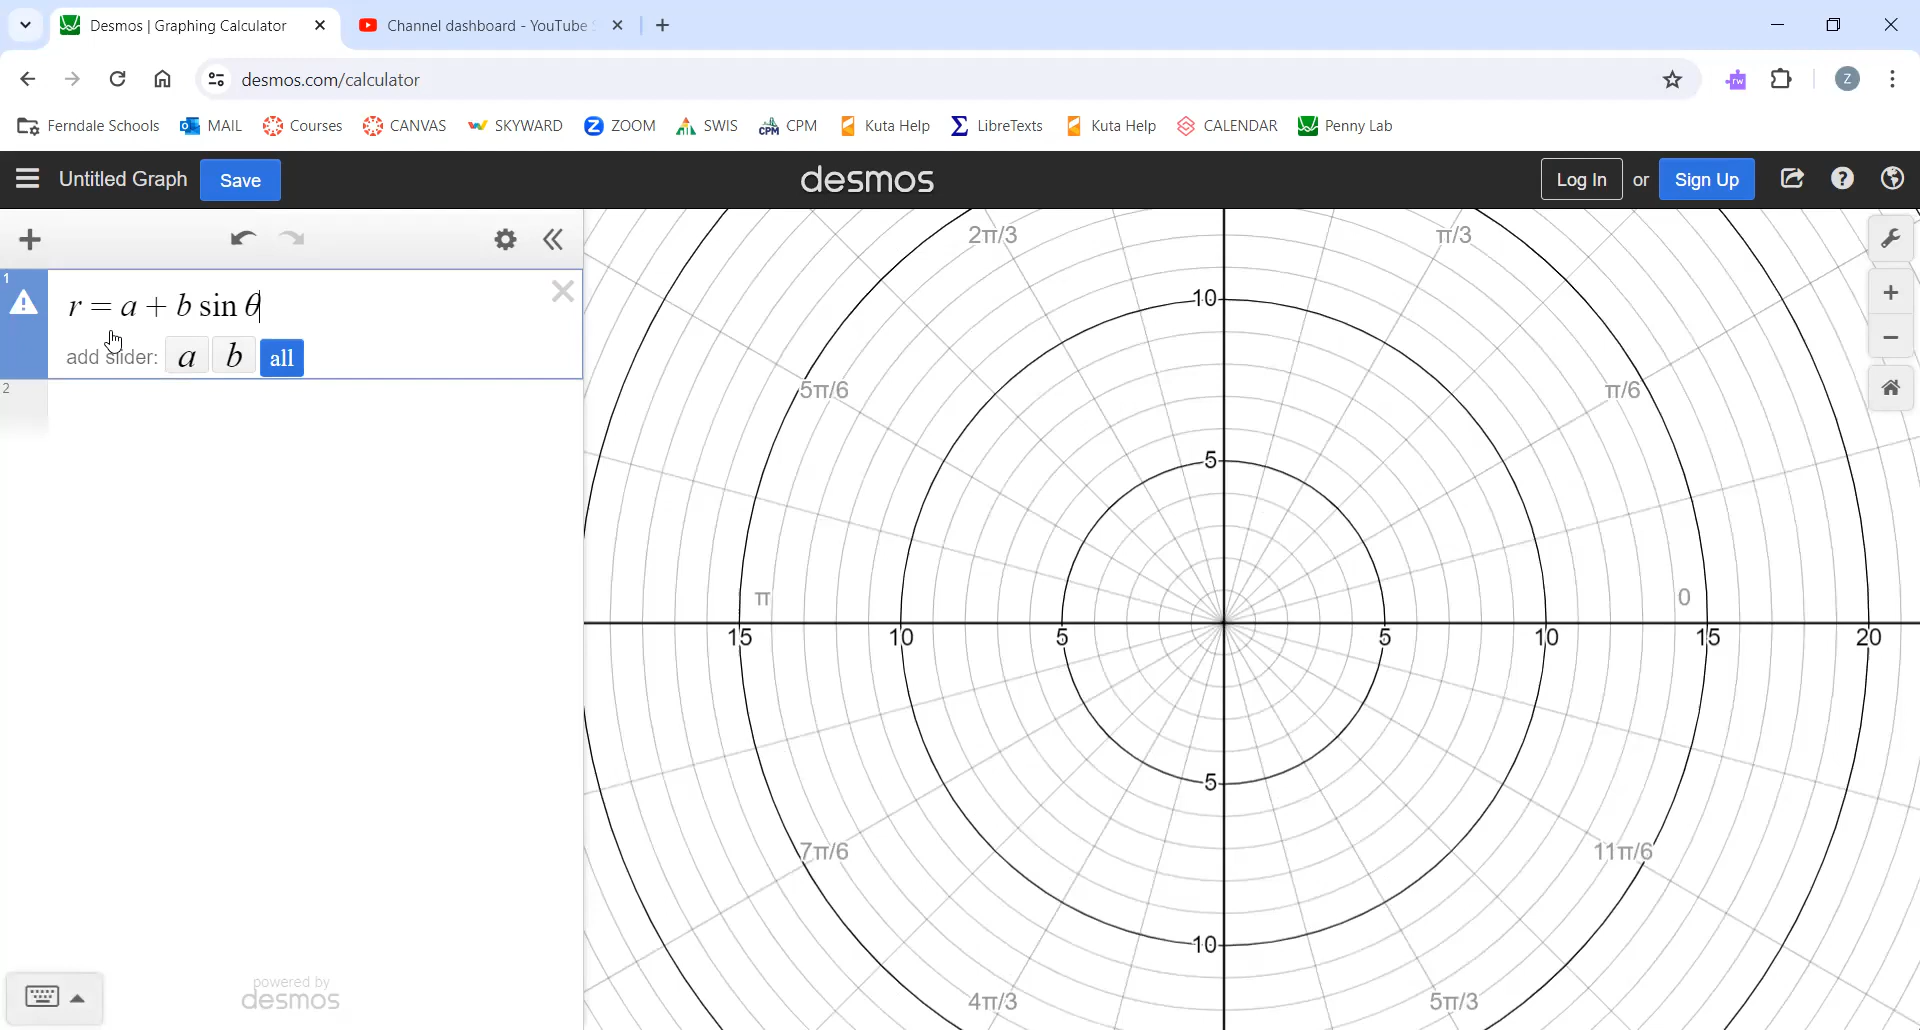 Desmos | Graphing Calculator
Channel dashboard - YouTube S
desmos.com/calculator
rw
Z
Ferndale Schools
MAIL
Courses
CANVAS
SKYWARD
ZOOM
SWIS
CPM
CPM
Kuta Help
LibreTexts
Kuta Help
CALENDAR
Penny Lab
Untitled Graph
Save
desmos
Log In
or
Sign Up
1
r = a + b sin θ
add slider: a b all
2
powered by
desmos
2π/3
π/3
10
5π/6
π/6
5
π
0
15
10
5
5
10
15
20
5
7π/6
11π/6
10
4π/3
5π/3